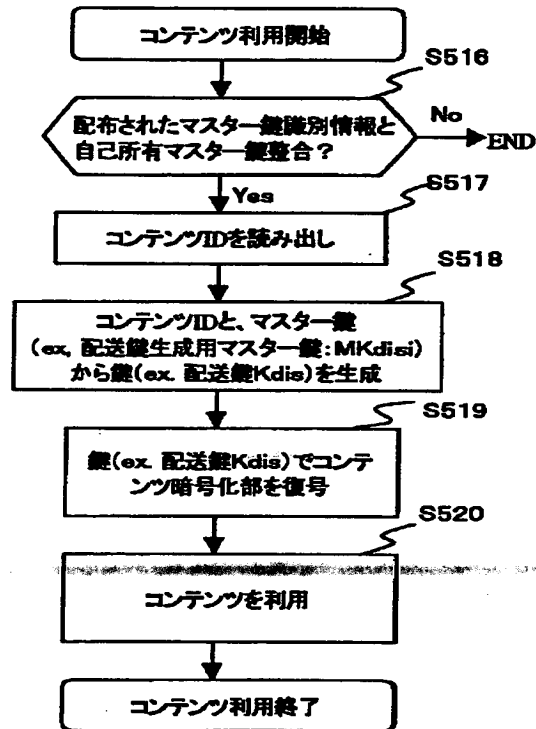 コンテンツ利用開始
S516
配布されたマスター鍵識別情報と
自己所有マスター鍵整合？
No
END
Yes
S517
コンテンツIDを読み出し
S518
コンテンツIDと、マスター鍵
(ex. 配送鍵生成用マスター鍵:MKdisi)
から鍵(ex. 配送鍵Kdis)を生成
S519
鍵(ex. 配送鍵Kdis)でコンテ
ンツ暗号化部を復号
S520
コンテンツを利用
コンテンツ利用終了